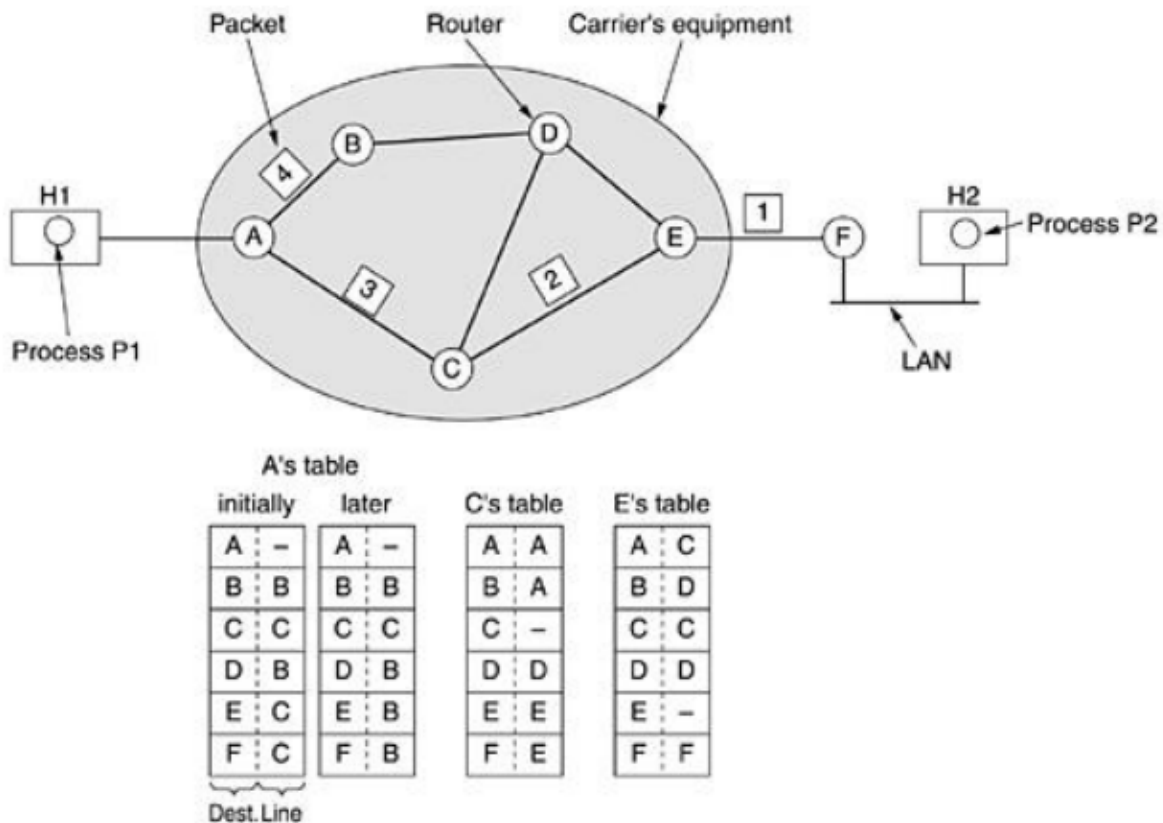 Packet Router Carrier's equipment
B D
4
H1 1 H2
A E F Process P2
3 2
Process P1 C LAN
A's table
initially later C's table E's table
A – A – A A A C
B B B B B A B D
C C C C C – C C
D B D B D D D D
E C E B E E E –
F C F B F E F F
Dest. Line